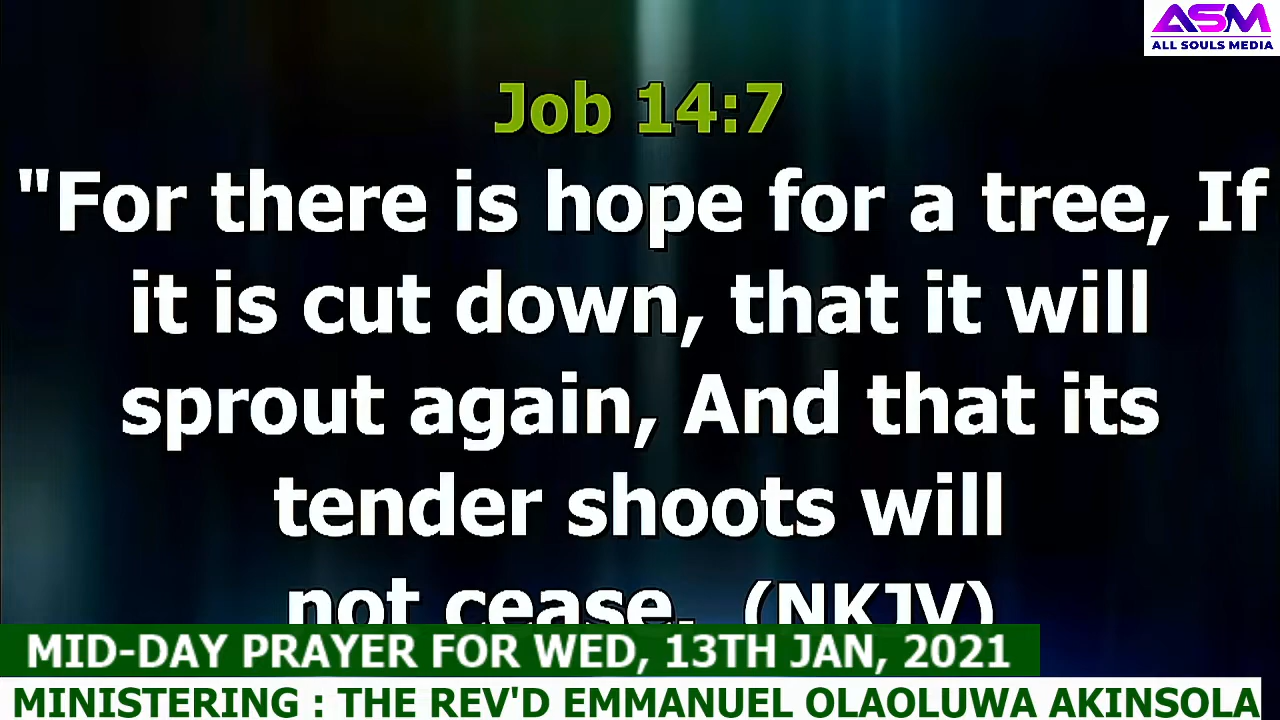 ASM
ALL SOULS MEDIA
Job 14:7
"For there is hope for a tree, If
it is cut down, that it will
sprout again, And that its
tender shoots will
not cease. (NKJV)
MID-DAY PRAYER FOR WED, 13TH JAN, 2021
MINISTERING : THE REV'D EMMANUEL OLAOLUWA AKINSOLA